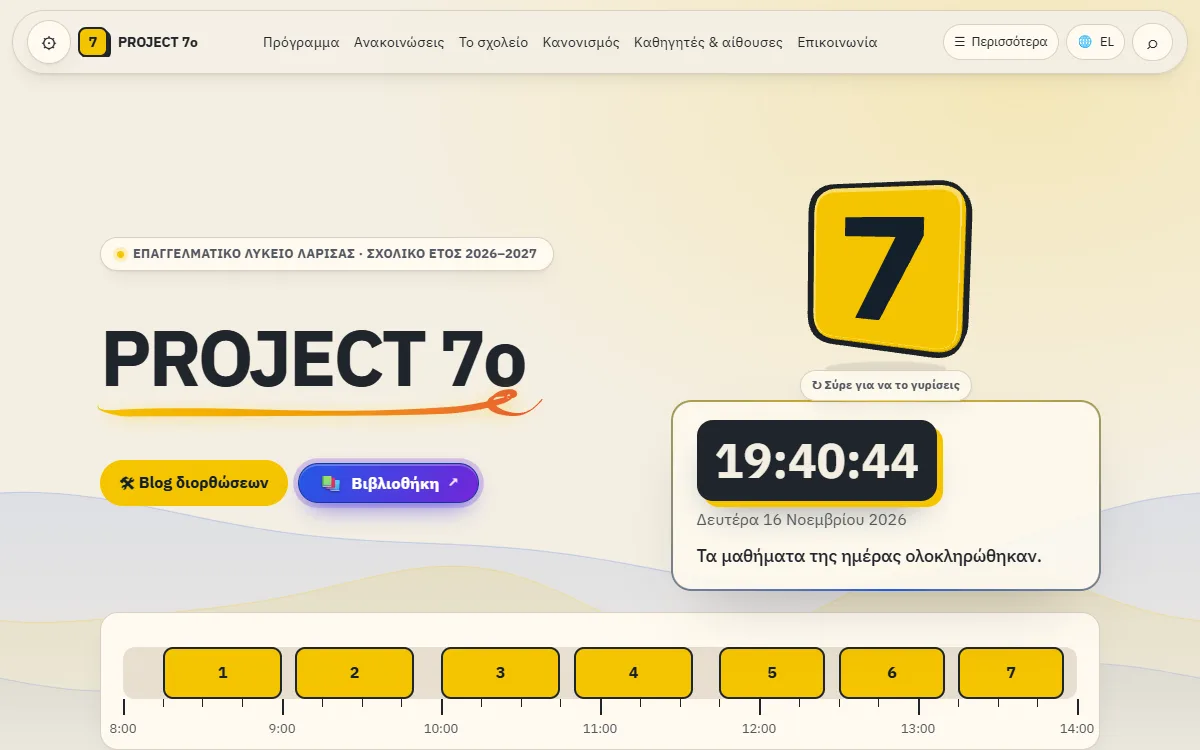 ⚙ 7 PROJECT 7ο Πρόγραμμα Ανακοινώσεις Το σχολείο Κανονισμός Καθηγητές & αίθουσες Επικοινωνία ☰ Περισσότερα 🌐 EL ⌕
7
ΕΠΑΓΓΕΛΜΑΤΙΚΟ ΛΥΚΕΙΟ ΛΑΡΙΣΑΣ · ΣΧΟΛΙΚΟ ΕΤΟΣ 2026–2027
PROJECT 7ο
↻ Σύρε για να το γυρίσεις
🛠 Blog διορθώσεων
📚 Βιβλιοθήκη ↗
19:40:44
Δευτέρα 16 Νοεμβρίου 2026
Τα μαθήματα της ημέρας ολοκληρώθηκαν.
1 2 3 4 5 6 7
8:00 9:00 10:00 11:00 12:00 13:00 14:00